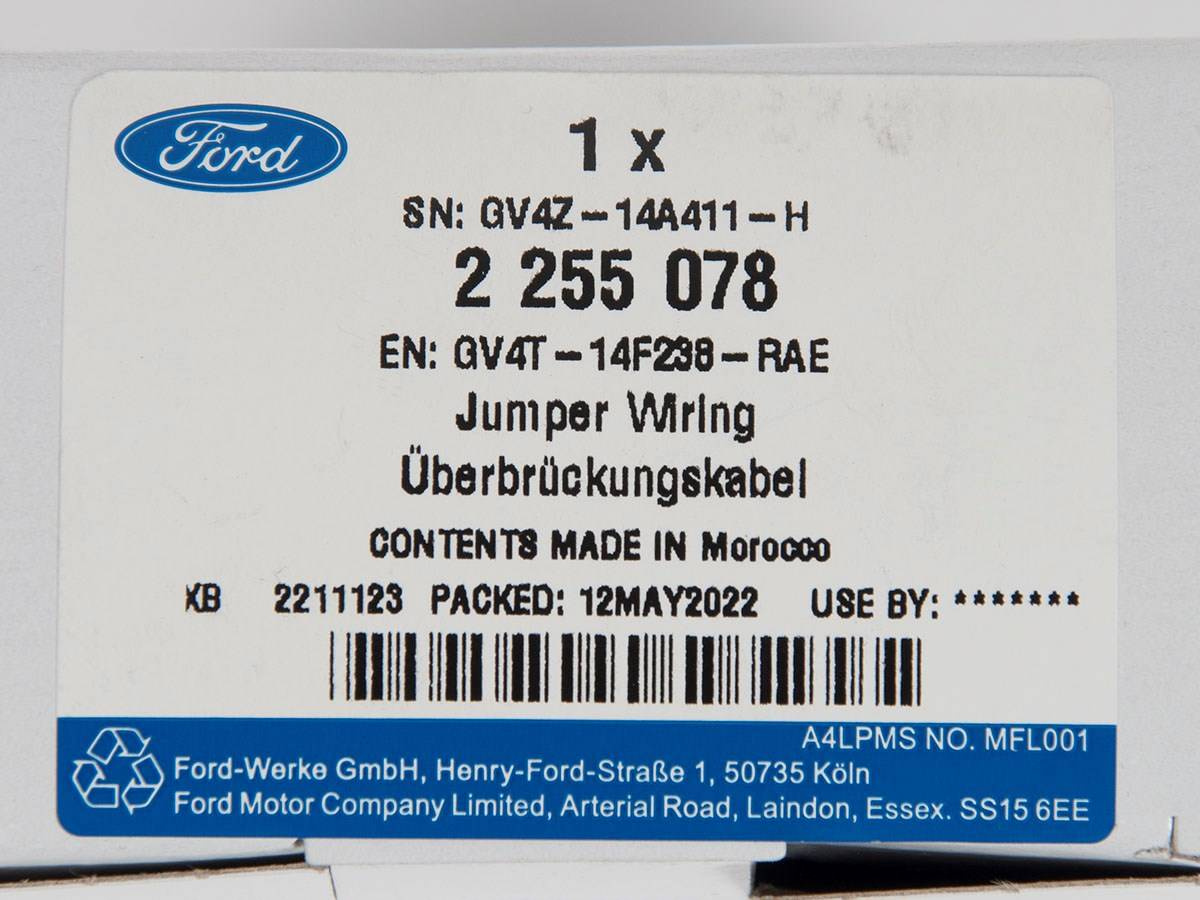 Ford
1 x
SN: GV4Z-14A411-H
2 255 078
EN: GV4T-14F238-RAE
Jumper Wiring
Überbrückungskabel
CONTENTS MADE IN Morocco
KB 2211123 PACKED: 12MAY2022 USE BY: *******
A4LPMS NO. MFL001
Ford-Werke GmbH, Henry-Ford-Straße 1, 50735 Köln
Ford Motor Company Limited, Arterial Road, Laindon, Essex. SS15 6EE